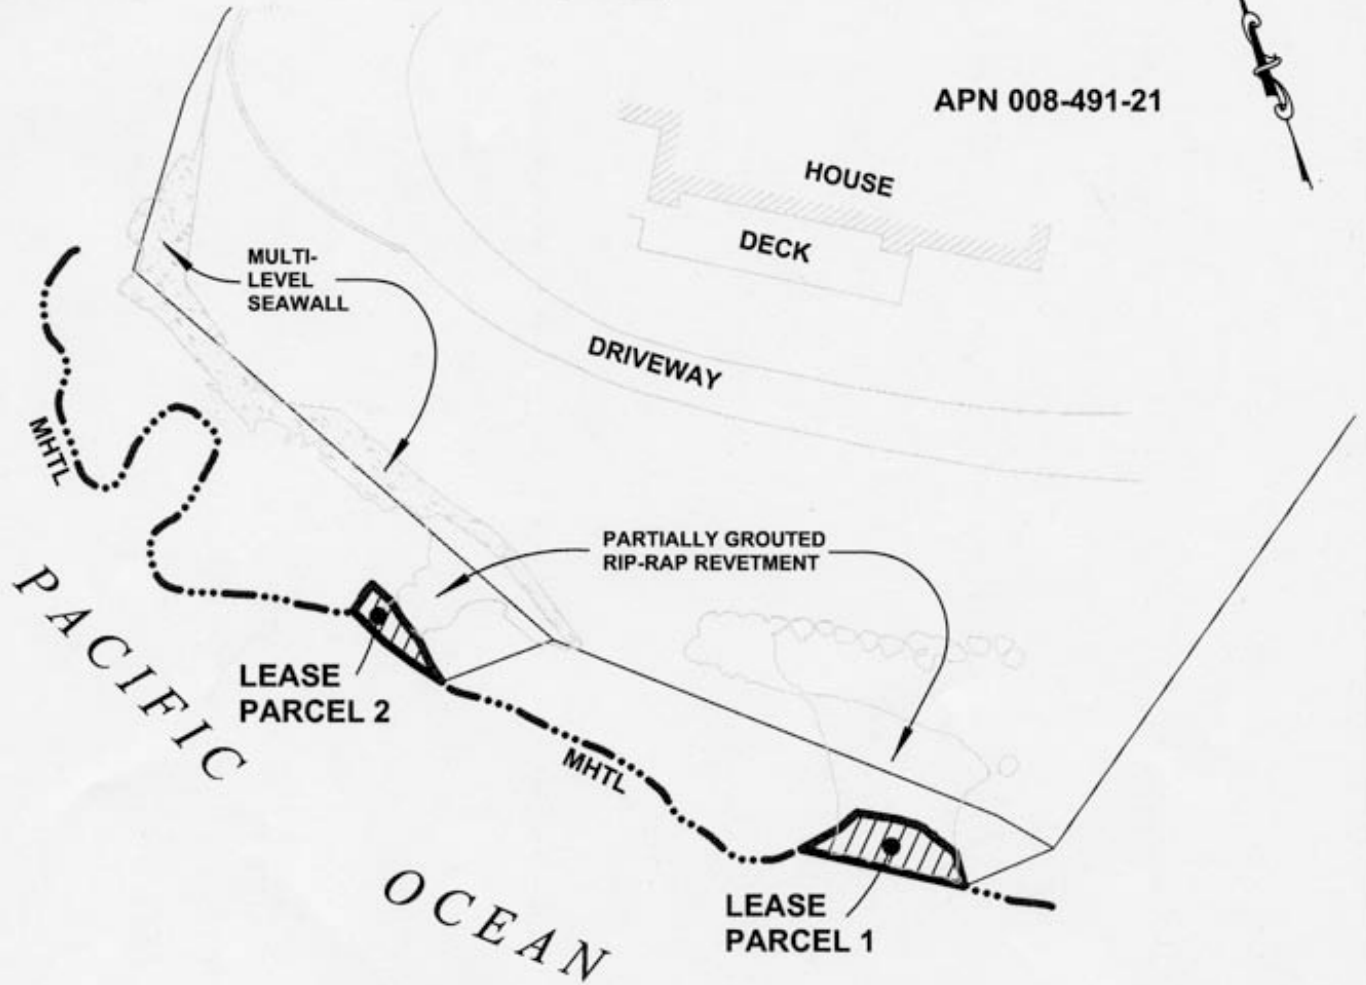 APN 008-491-21
HOUSE
DECK
MULTI-
LEVEL
SEAWALL
DRIVEWAY
MHTL
PARTIALLY GROUTED
RIP-RAP REVETMENT
PACIFIC
LEASE
PARCEL 2
MHTL
OCEAN
LEASE
PARCEL 1